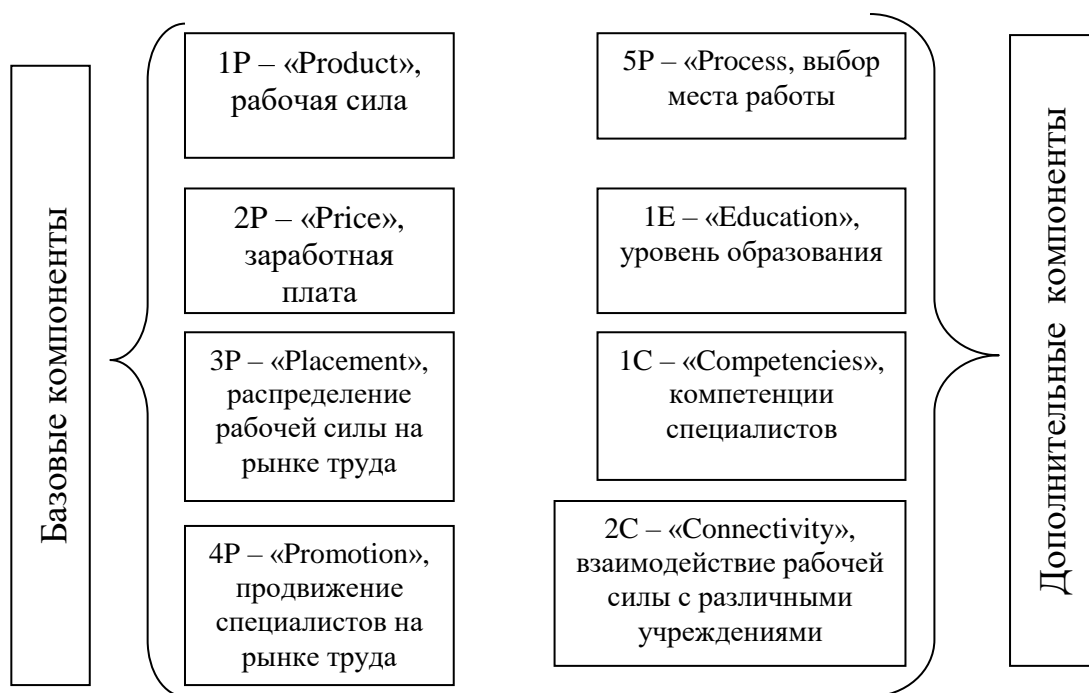 Базовые компоненты
1P – «Product»,
рабочая сила
2P – «Price»,
заработная
плата
3P – «Placement»,
распределение
рабочей силы на
рынке труда
4P – «Promotion»,
продвижение
специалистов на
рынке труда
5P – «Process, выбор
места работы
1E – «Education»,
уровень образования
1C – «Competencies»,
компетенции
специалистов
2C – «Connectivity»,
взаимодействие рабочей
силы с различными
учреждениями
Дополнительные компоненты